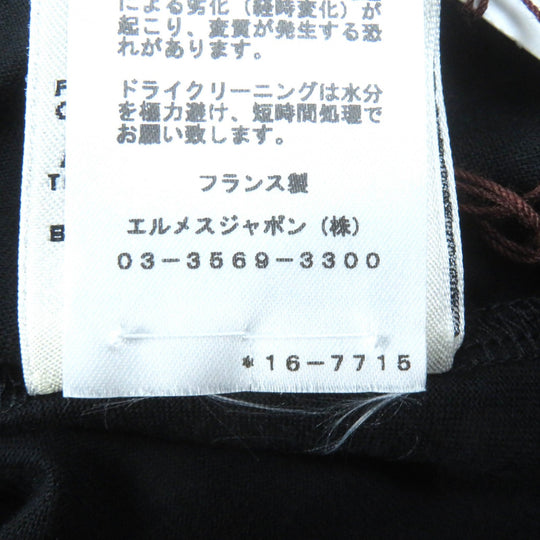 による劣化（経時変化）が
起こり、変質が発生する恐
れがあります。
ドライクリーニングは水分
を極力避け、短時間処理で
お願い致します。
フランス製
エルメスジャポン（株）
03-3569-3300
*16-7715